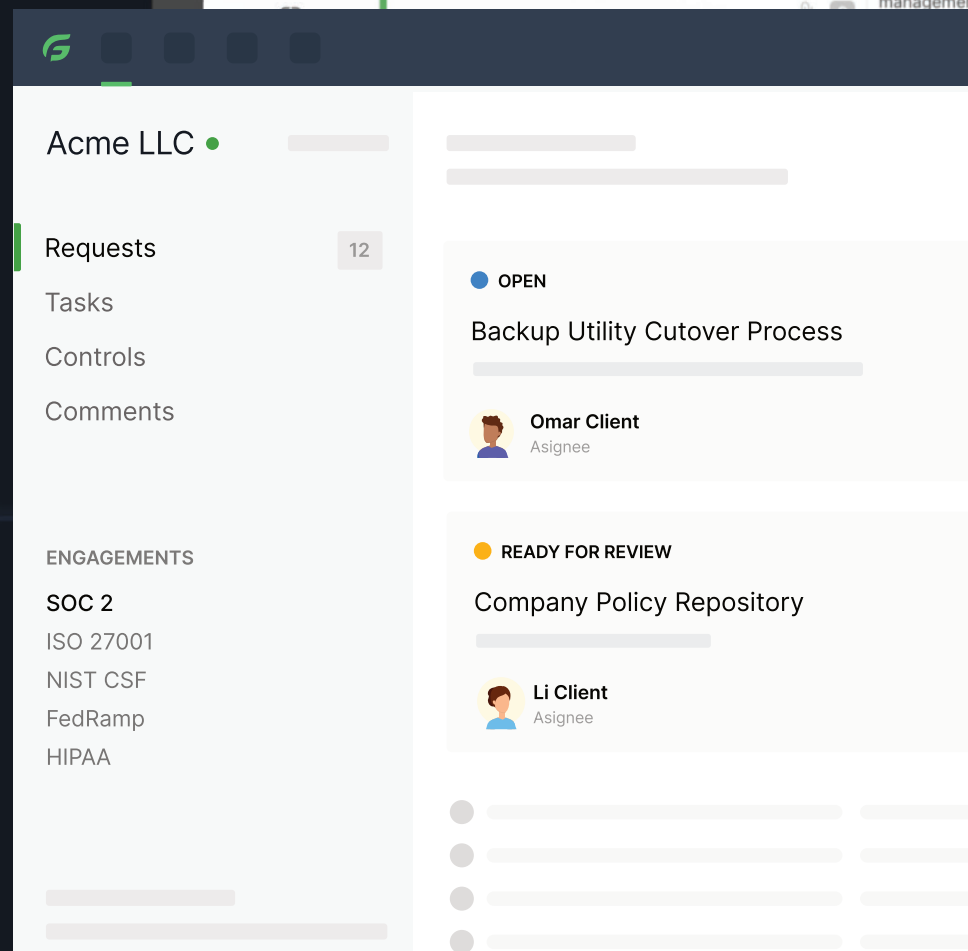 Acme LLC
Requests
12
Tasks
Controls
Comments
ENGAGEMENTS
SOC 2
ISO 27001
NIST CSF
FedRamp
HIPAA
OPEN
Backup Utility Cutover Process
Omar Client
Asignee
READY FOR REVIEW
Company Policy Repository
Li Client
Asignee